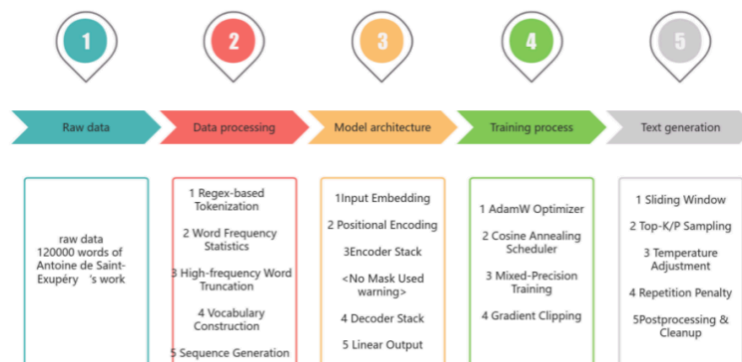 1
2
3
4
5
Raw data
Data processing
Model architecture
Training process
Text generation
raw data
120000 words of
Antoine de Saint-
Exupéry 's work
1 Regex-based
Tokenization
2 Word Frequency
Statistics
3 High-frequency Word
Truncation
4 Vocabulary
Construction
5 Sequence Generation
1Input Embedding
2 Positional Encoding
3Encoder Stack
<No Mask Used
warning>
4 Decoder Stack
5 Linear Output
1 AdamW Optimizer
2 Cosine Annealing
Scheduler
3 Mixed-Precision
Training
4 Gradient Clipping
1 Sliding Window
2 Top-K/P Sampling
3 Temperature
Adjustment
4 Repetition Penalty
5Postprocessing &
Cleanup